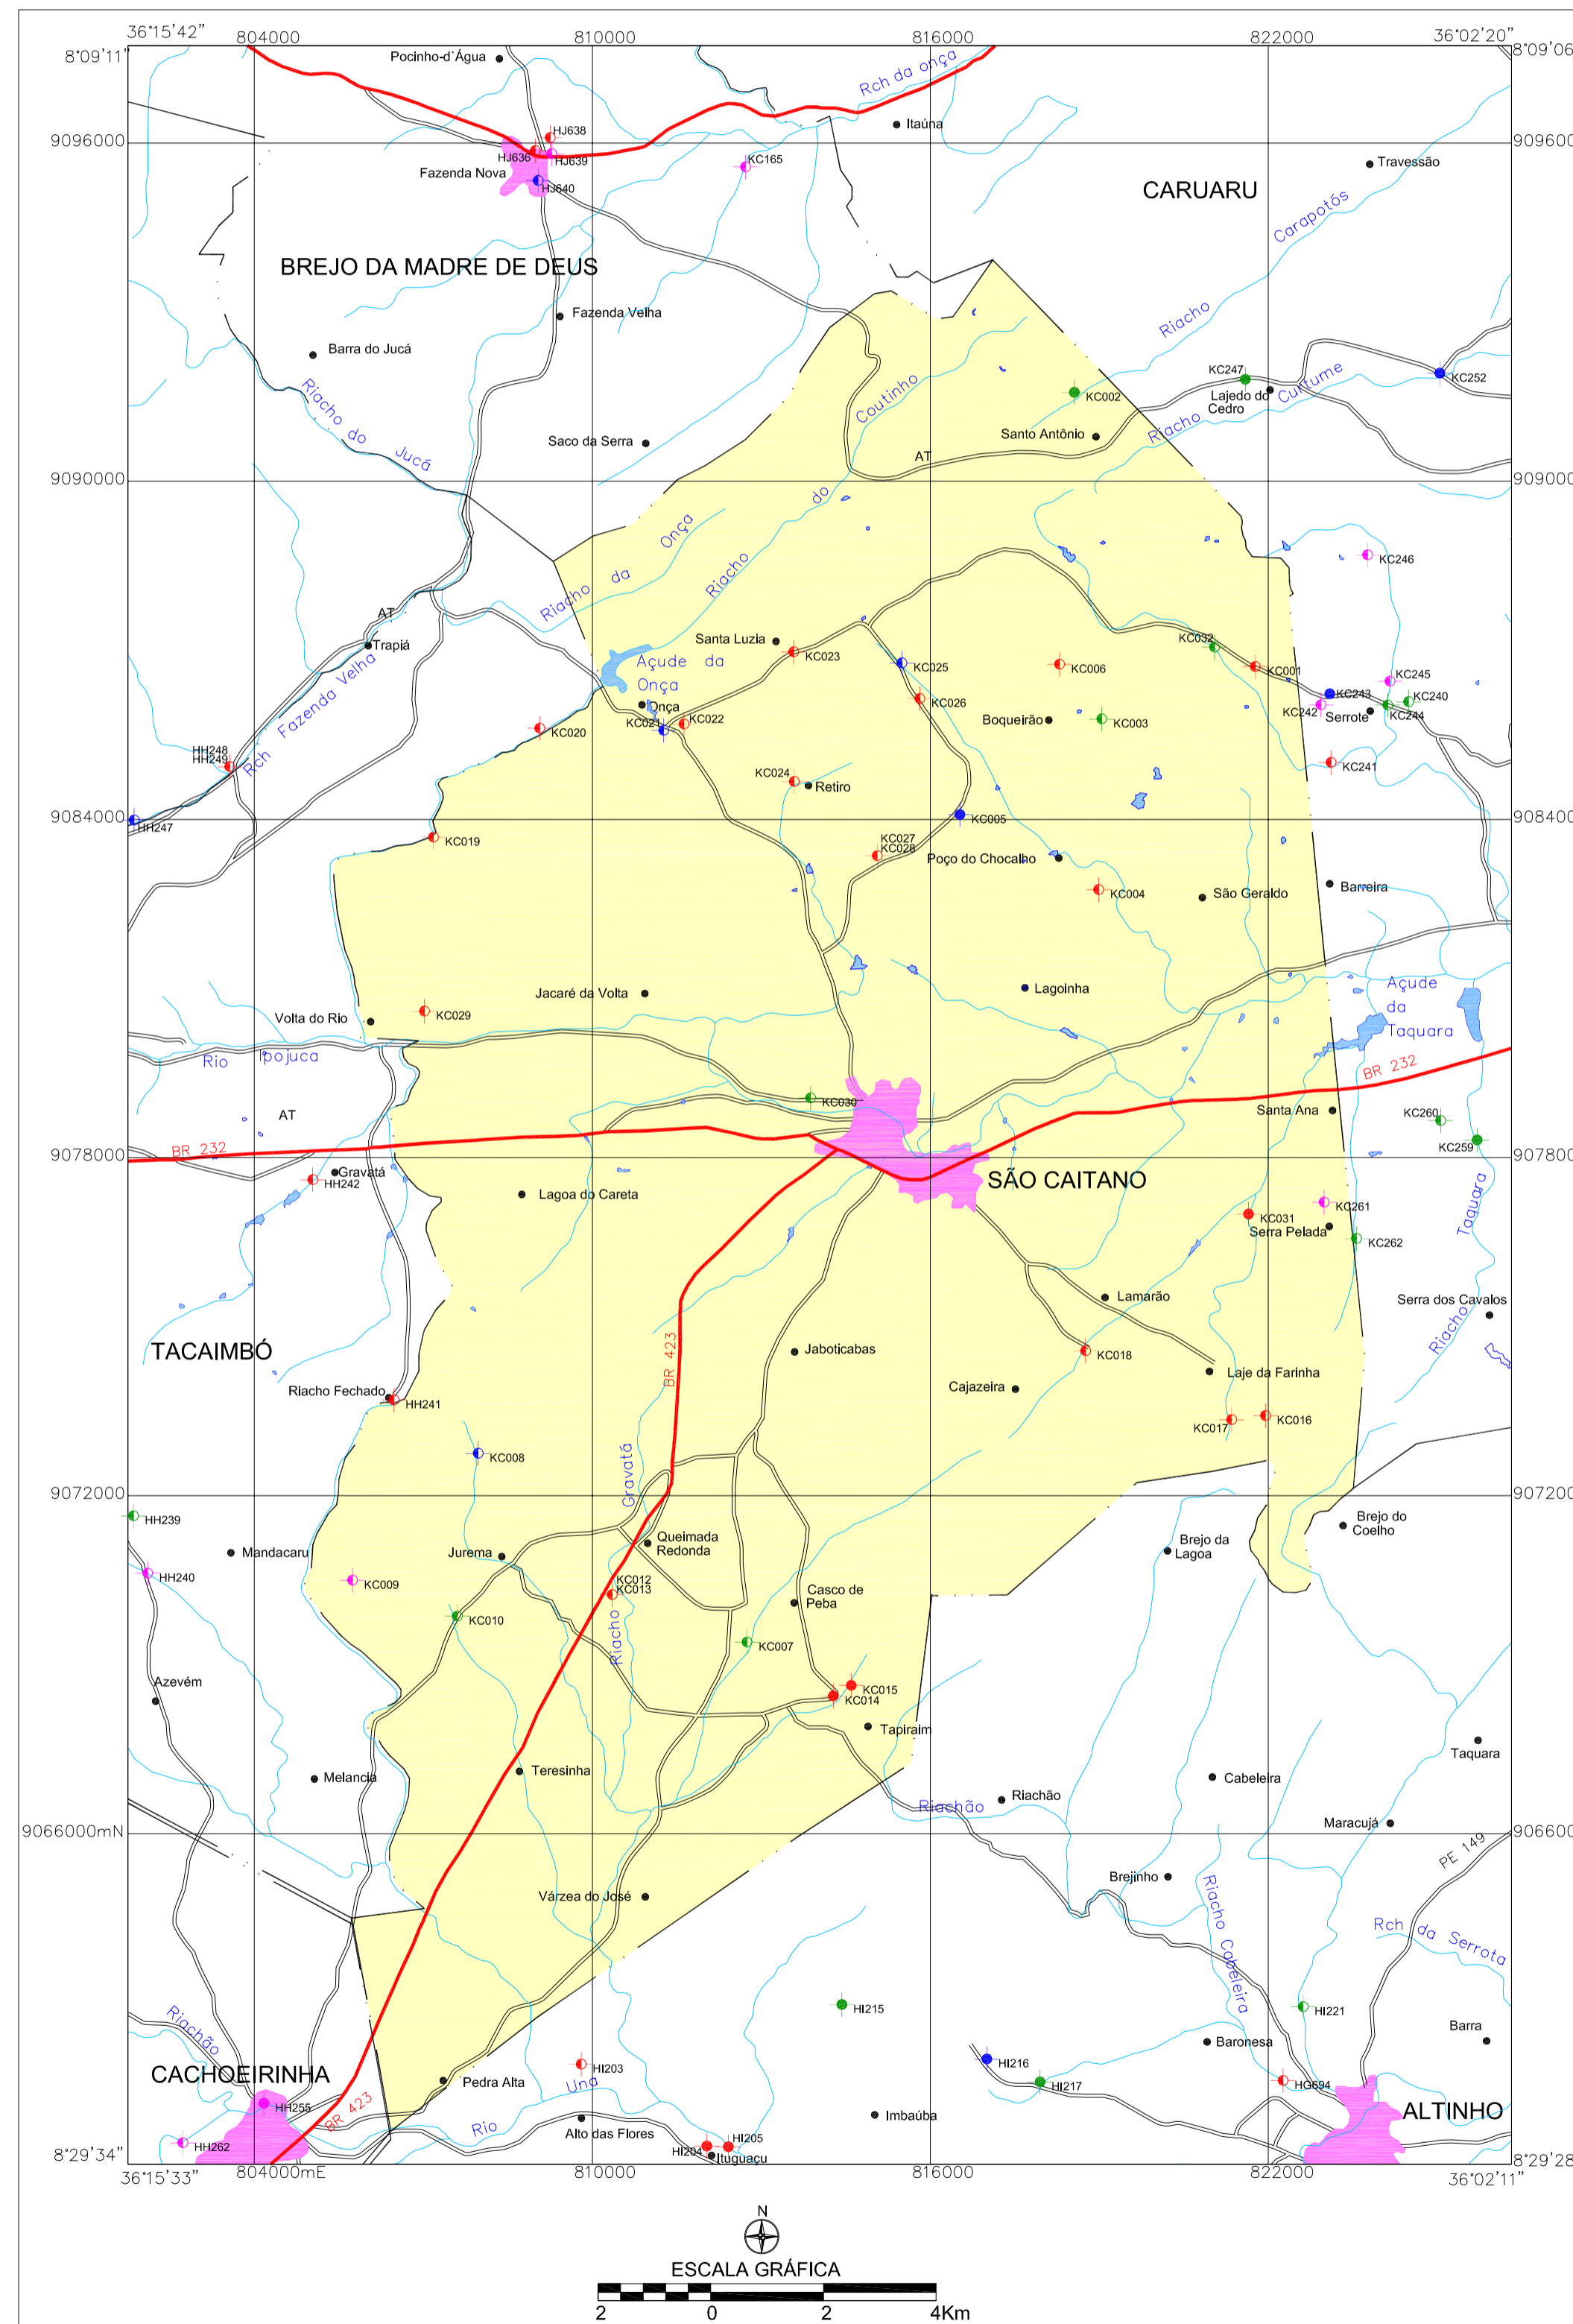 36°15'42"
804000
810000
816000
822000
36°02'20"
8°09'11"
8°09'06
Pocinho-d`Água
Rch da onça
Itaúna
HJ638
9096000
909600
HJ636
HJ639
KC165
Travessão
Fazenda Nova
HJ640
CARUARU
Carapotós
BREJO DA MADRE DE DEUS
Fazenda Velha
Riacho
Barra do Jucá
KC247
KC252
Riacho do Jucá
Coutinho
KC002
Lajedo do
Cedro
Curtume
Riacho
Saco da Serra
Santo Antônio
AT
9090000
909000
do
Onça
da
Riacho
Riacho
KC246
AT
Trapiá
Santa Luzia
KC023
KC032
KC025
KC006
KC001
Açude da
Onça
KC245
Rch Fazenda Velha
Onça
KC026
KC243
KC240
KC021
KC022
Boqueirão
KC003
KC242
Serrote
KC244
KC020
HH248
HH249
KC241
KC024
Retiro
9084000
908400
HH247
KC005
KC019
KC027
KC028
Poço do Chocalho
KC004
São Geraldo
Barreira
Jacaré da Volta
Lagoinha
Açude
da
Taquara
KC029
Volta do Rio
Rio Ipojuca
BR 232
KC030
AT
Santa Ana
KC260
KC259
BR 232
9078000
907800
Gravatá
HH242
SÃO CAITANO
Lagoa do Careta
KC261
KC031
Serra Pelada
KC262
Taquara
Lamarão
Serra dos Cavalos
TACAIMBÓ
BR 423
Jaboticabas
KC018
Riacho
Riacho Fechado
HH241
Cajazeira
Laje da Farinha
KC017
KC016
KC008
Gravatá
9072000
907200
HH239
Brejo do
Coelho
Mandacaru
Jurema
Queimada
Redonda
Brejo da
Lagoa
HH240
KC009
KC012
KC013
Casco de
Peba
KC010
Riacho
KC007
Azevém
KC015
KC014
Tapiraim
Taquara
Melancia
Teresinha
Cabeleira
Riachão
Riachão
9066000mN
906600
Maracujá
PE 149
Brejinho
Várzea do José
Riacho Cabeleira
Rch da Serrota
HI215
HI221
Riachão
Barra
Baronesa
HI216
CACHOEIRINHA
HI203
Pedra Alta
Una
HI217
HG694
HH255
BR 423
Rio
Imbaúba
ALTINHO
Alto das Flores
HH262
HI204
HI205
Ituguaçu
8°29'34"
8°29'28
36°15'33"
804000mE
810000
816000
822000
36°02'11"
N
ESCALA GRÁFICA
2 0 2 4Km